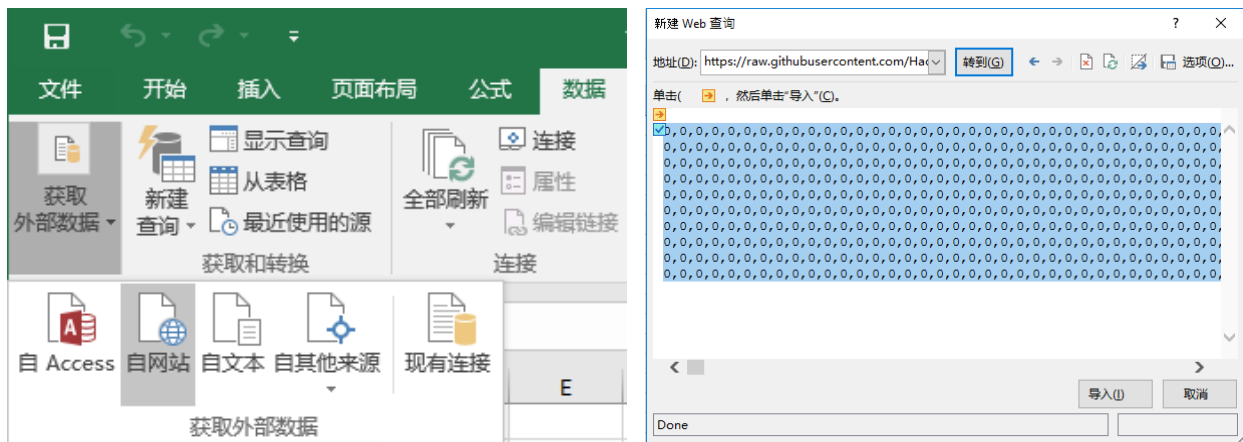 文件 开始 插入 页面布局 公式 数据
获取
外部数据
新建
查询
显示查询
从表格
最近使用的源
获取和转换
全部刷新
连接
属性
编辑链接
连接
自 Access 自网站 自文本 自其他来源 现有连接
获取外部数据
E
新建 Web 查询 ? ×
地址(D): https://raw.githubusercontent.com/Hac 转到(G) 选项(O)...
单击( ，然后单击“导入”(C)。
0,0,0,0,0,0,0,0,0,0,0,0,0,0,0,0,0,0,0,0,0,0,0,0,0,0,0,0,0,0,0,0,0,0,0,
0,0,0,0,0,0,0,0,0,0,0,0,0,0,0,0,0,0,0,0,0,0,0,0,0,0,0,0,0,0,0,0,0,0,0,
0,0,0,0,0,0,0,0,0,0,0,0,0,0,0,0,0,0,0,0,0,0,0,0,0,0,0,0,0,0,0,0,0,0,0,
0,0,0,0,0,0,0,0,0,0,0,0,0,0,0,0,0,0,0,0,0,0,0,0,0,0,0,0,0,0,0,0,0,0,0,
0,0,0,0,0,0,0,0,0,0,0,0,0,0,0,0,0,0,0,0,0,0,0,0,0,0,0,0,0,0,0,0,0,0,0,
0,0,0,0,0,0,0,0,0,0,0,0,0,0,0,0,0,0,0,0,0,0,0,0,0,0,0,0,0,0,0,0,0,0,0,
0,0,0,0,0,0,0,0,0,0,0,0,0,0,0,0,0,0,0,0,0,0,0,0,0,0,0,0,0,0,0,0,0,0,0,
0,0,0,0,0,0,0,0,0,0,0,0,0,0,0,0,0,0,0,0,0,0,0,0,0,0,0,0,0,0,0,0,0,0,0,
0,0,0,0,0,0,0,0,0,0,0,0,0,0,0,0,0,0,0,0,0,0,0,0,0,0,0,0,0,0,0,0,0,0,0,
0,0,0,0,0,0,0,0,0,0,0,0,0,0,0,0,0,0,0,0,0,0,0,0,0,0,0,0,0,0,0,0,0,0,0,
导入(I) 取消
Done